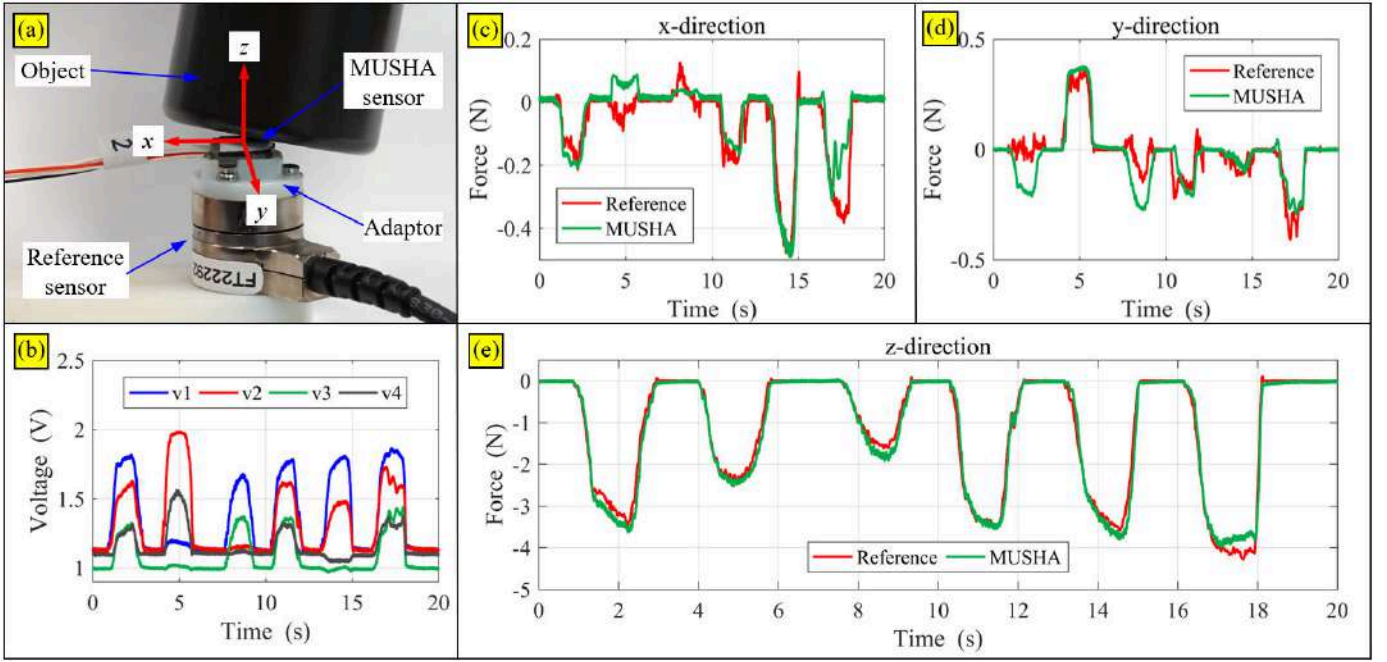 (a)
z
Object
MUSHA
sensor
2
x
y
Adaptor
Reference
sensor
FT22292
(b)
2.5
v1 v2 v3 v4
2
1.5
1
Voltage (V)
0 5 10 15 20
Time (s)
(c)
x-direction
0.2
0
-0.2
-0.4
Force (N)
Reference
MUSHA
0 5 10 15 20
Time (s)
(d)
y-direction
0.5
0
-0.5
Force (N)
Reference
MUSHA
0 5 10 15 20
Time (s)
(e)
z-direction
0
-1
-2
-3
-4
-5
Force (N)
Reference MUSHA
0 2 4 6 8 10 12 14 16 18 20
Time (s)